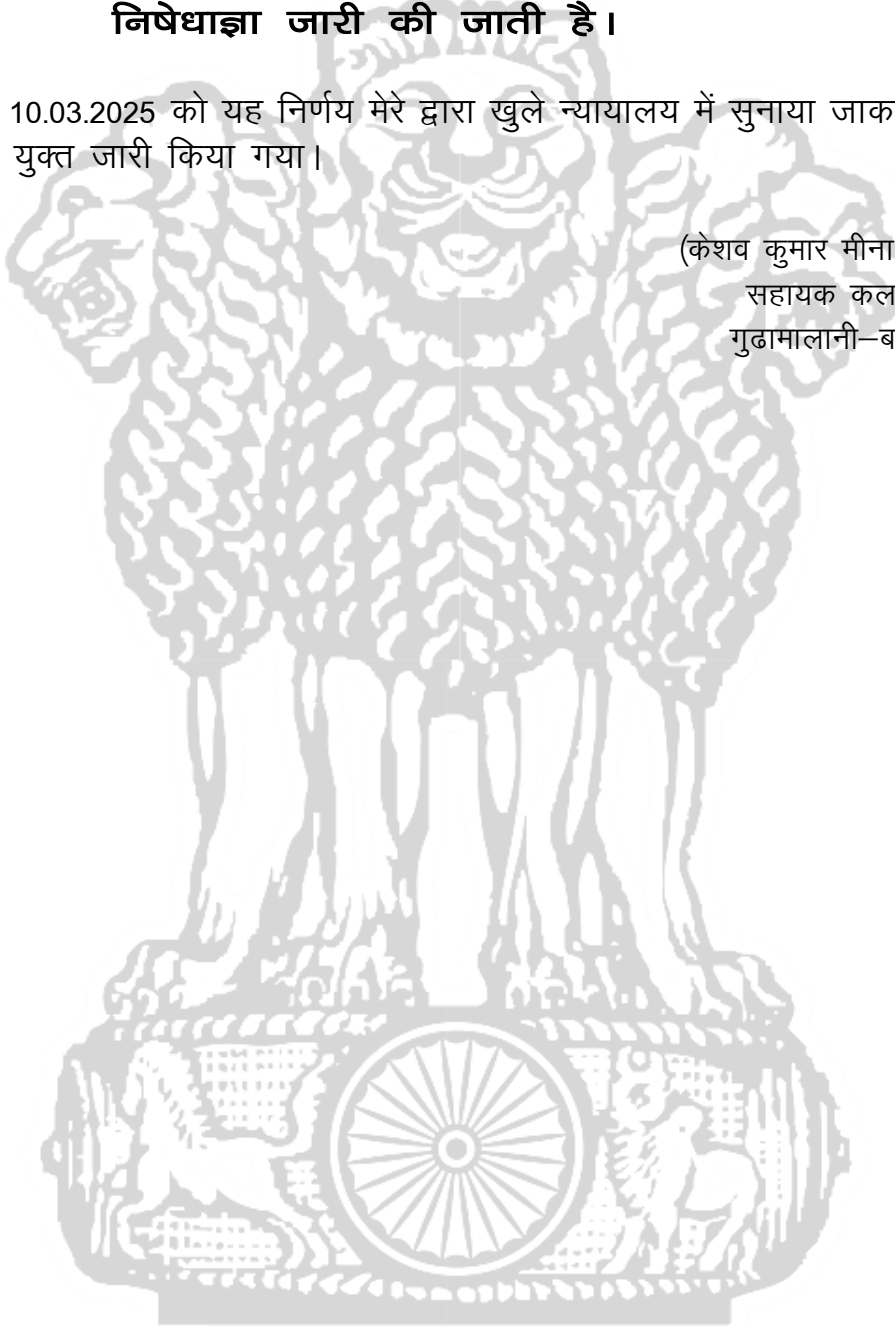 निषेधाज्ञा जारी की जाती है।
10.03.2025 को यह निर्णय मेरे द्वारा खुले न्यायालय में सुनाया जाक
युक्त जारी किया गया।
(केशव कुमार मीना
सहायक कल
गुढामालानी–ब